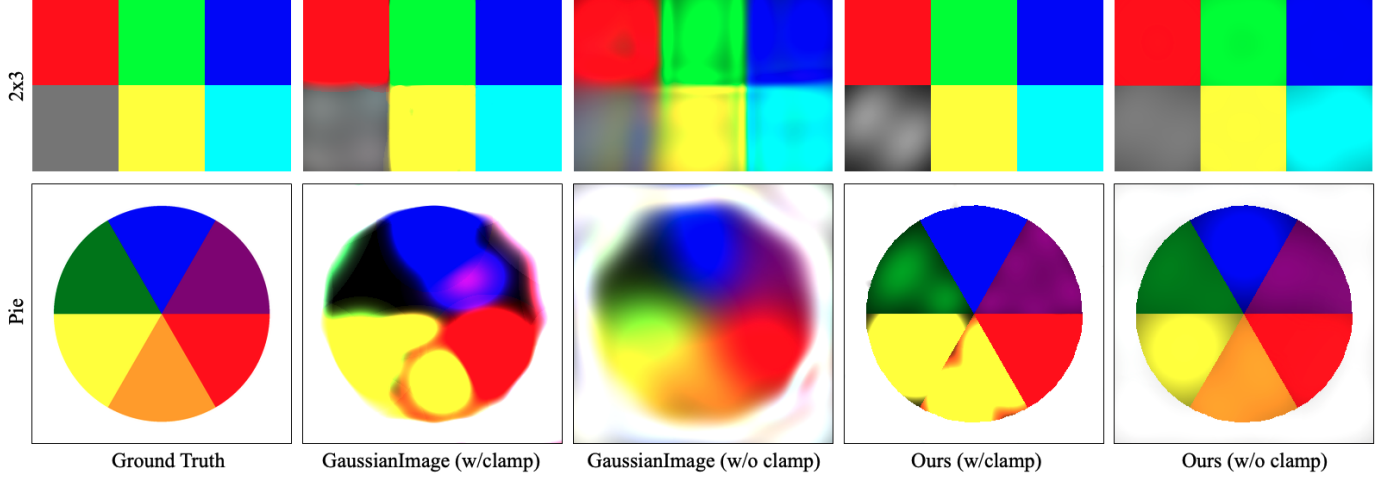 2x3
Pie
Ground Truth
GaussianImage (w/clamp)
GaussianImage (w/o clamp)
Ours (w/clamp)
Ours (w/o clamp)